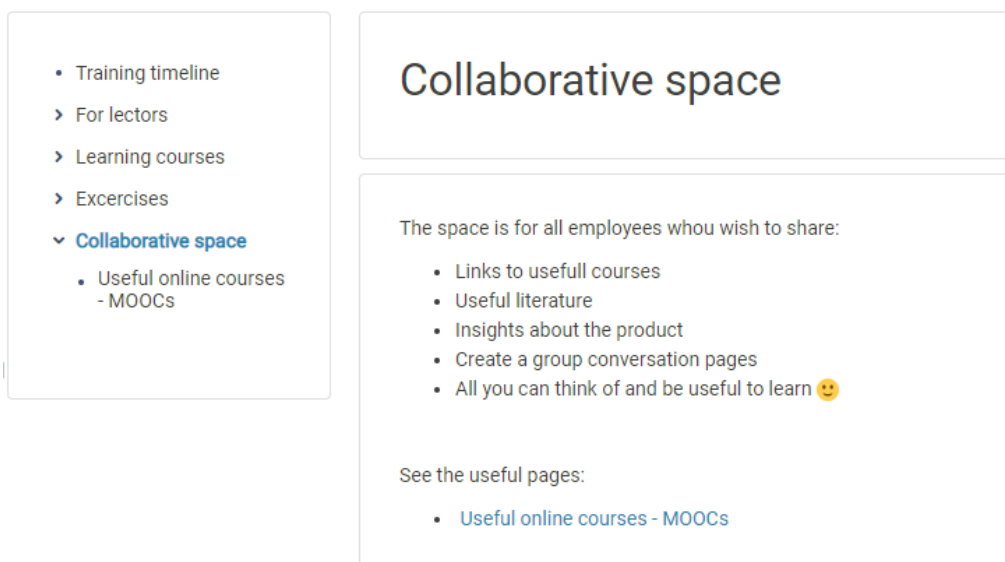 Training timeline
For lectors
Learning courses
Excercises
Collaborative space
Useful online courses
- MOOCs
Collaborative space
The space is for all employees whou wish to share:
Links to usefull courses
Useful literature
Insights about the product
Create a group conversation pages
All you can think of and be useful to learn 🙂
See the useful pages:
Useful online courses - MOOCs